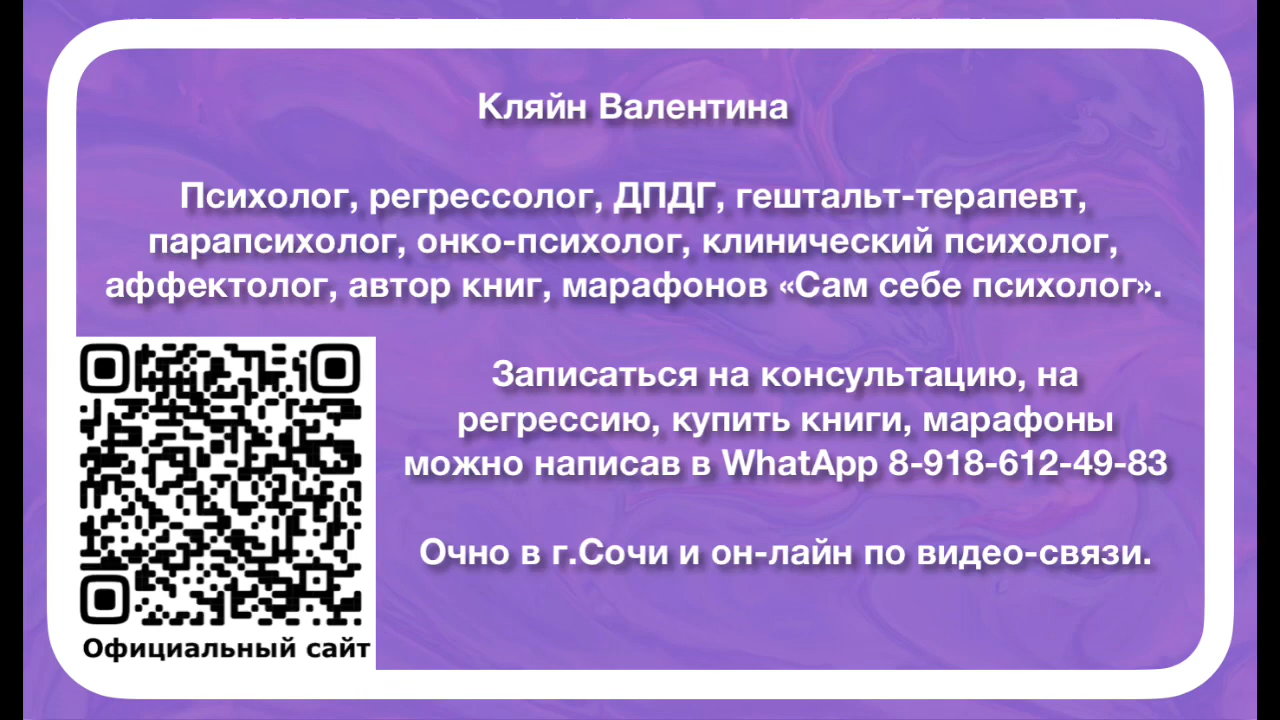 Кляйн Валентина
Психолог, регрессолог, ДПДГ, гештальт-терапевт,
парапсихолог, онко-психолог, клинический психолог,
аффектолог, автор книг, марафонов «Сам себе психолог».
Записаться на консультацию, на
регрессию, купить книги, марафоны
можно написав в WhatApp 8-918-612-49-83
Очно в г.Сочи и он-лайн по видео-связи.
Официальный сайт